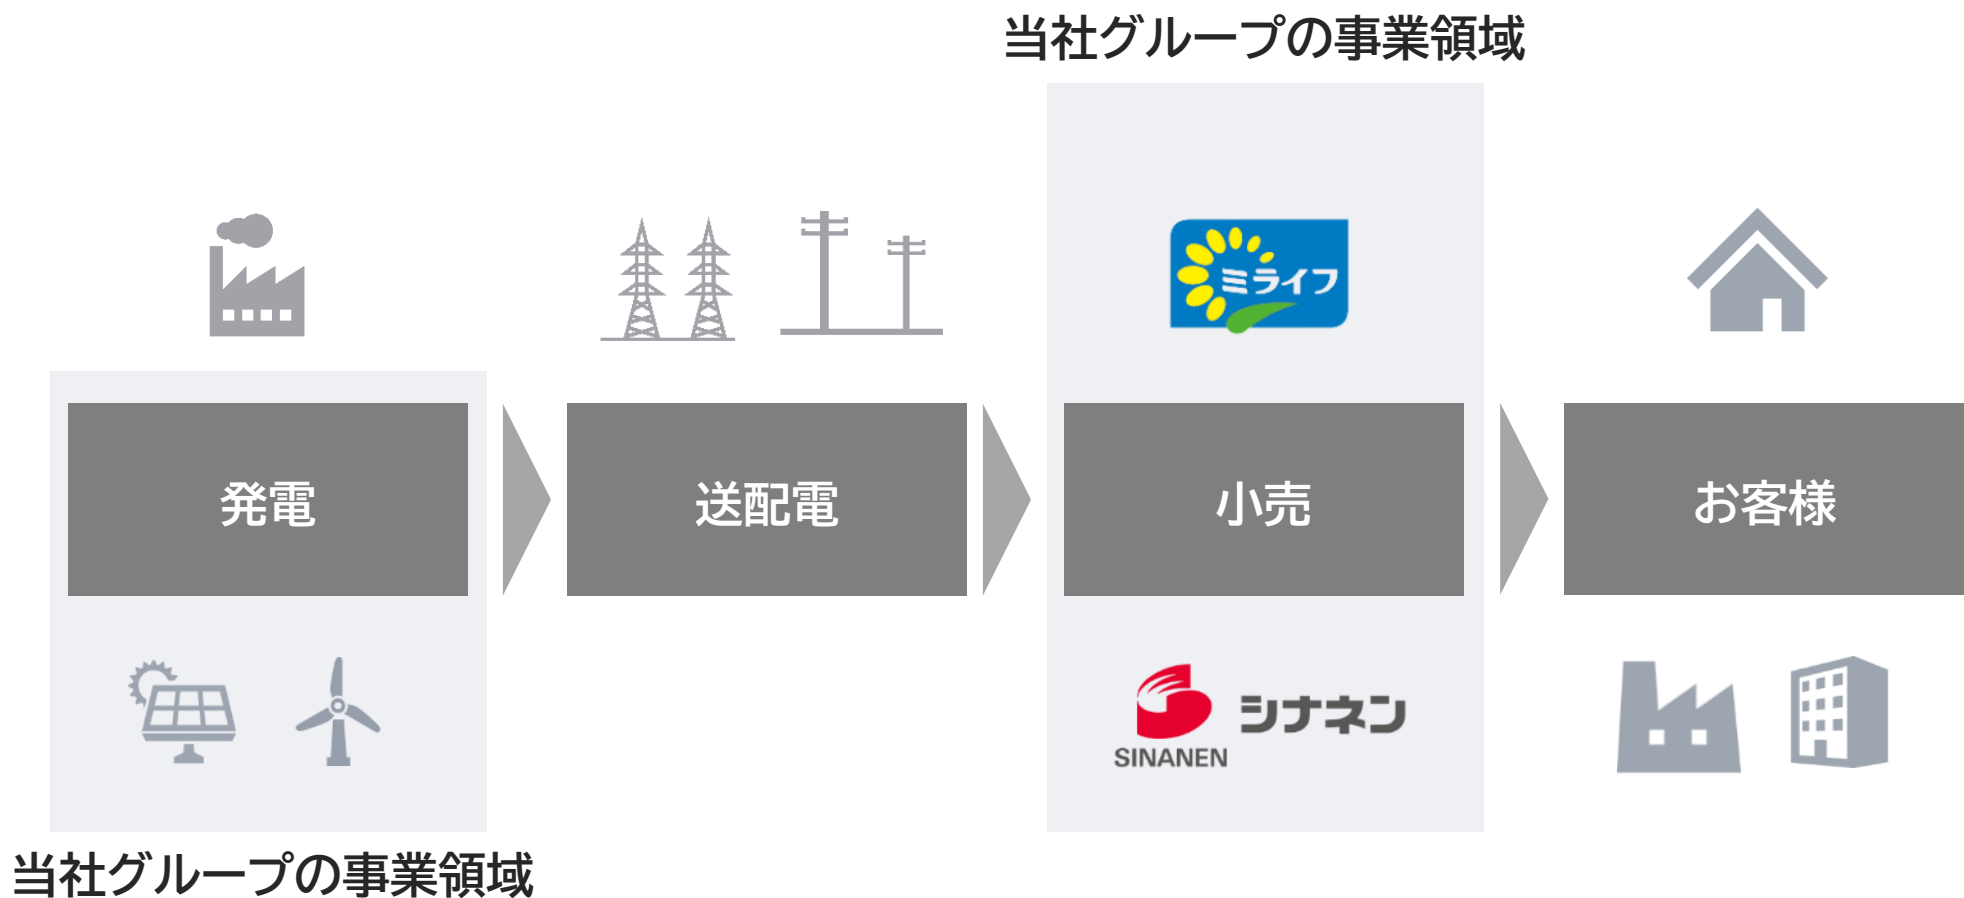 当社グループの事業領域
ミライフ
発電
送配電
小売
お客様
SINANEN
シナネン
当社グループの事業領域